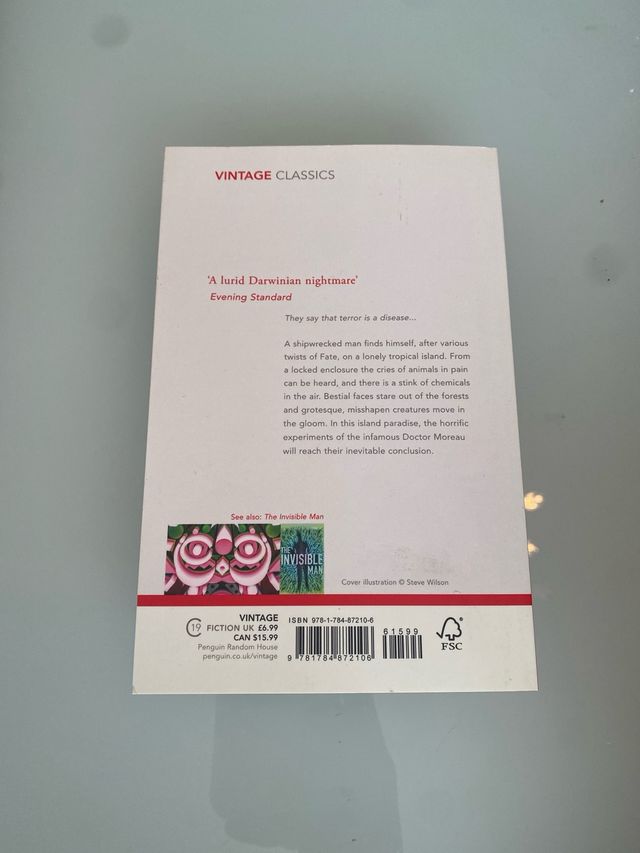 VINTAGE CLASSICS
'A lurid Darwinian nightmare'
Evening Standard
They say that terror is a disease...
A shipwrecked man finds himself, after various
twists of Fate, on a lonely tropical island. From
a locked enclosure the cries of animals in pain
can be heard, and there is a stink of chemicals
in the air. Bestial faces stare out of the forests
and grotesque, misshapen creatures move in
the gloom. In this island paradise, the horrific
experiments of the infamous Doctor Moreau
will reach their inevitable conclusion.
See also: The Invisible Man
THE
INVISIBLE
MAN
Cover illustration © Steve Wilson
VINTAGE
C19 FICTION UK £6.99
CAN $15.99
Penguin Random House
penguin.co.uk/vintage
ISBN 978-1-784-87210-6
61599
9 781784 872106
FSC